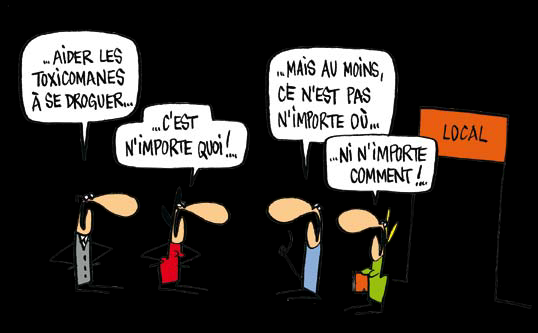 ...AIDER LES
TOXICOMANES
À SE DROGUER...
...C'EST
N'IMPORTE QUOI!...
...MAIS AU MOINS,
CE N'EST PAS
N'IMPORTE OÙ...
...NI N'IMPORTE
COMMENT!...
LOCAL